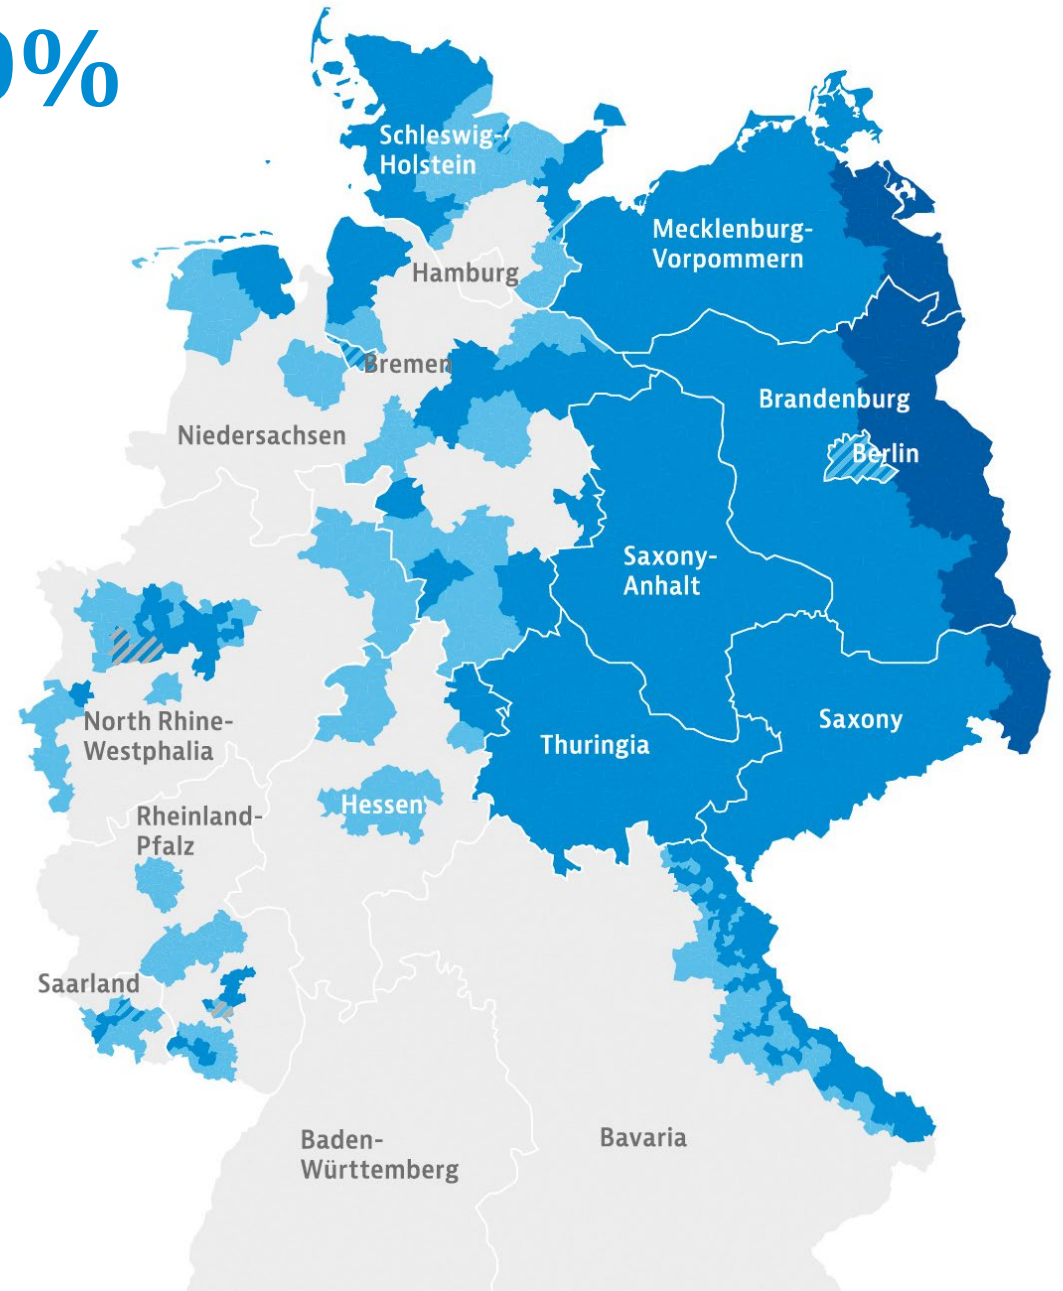 %
Schleswig-
Holstein
Mecklenburg-
Vorpommern
Hamburg
Bremen
Brandenburg
Niedersachsen
Berlin
Saxony-
Anhalt
North Rhine-
Westphalia
Saxony
Thuringia
Hessen
Rheinland-
Pfalz
Saarland
Baden-
Württemberg
Bavaria